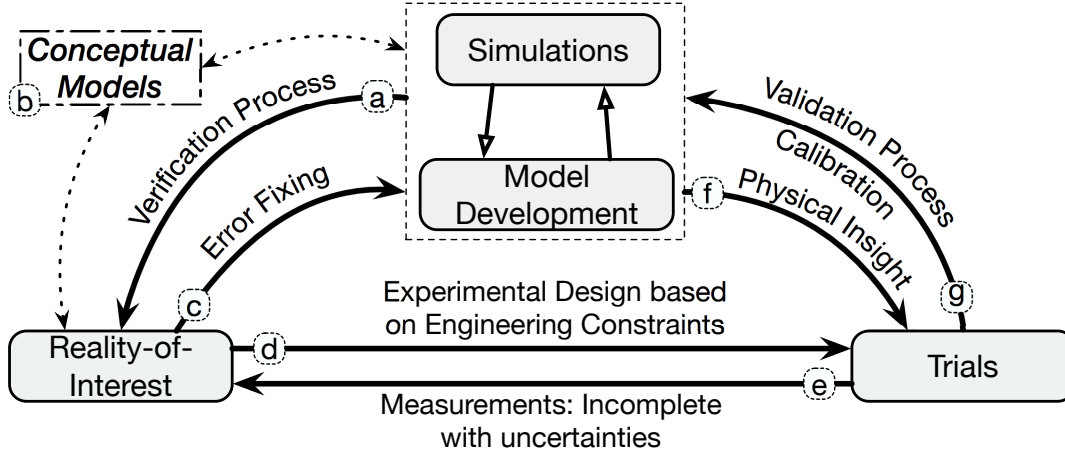 Conceptual
Models
b
Simulations
a
Verification Process
Error Fixing
c
Model
Development
f
Validation Process
Calibration
Physical Insight
g
Experimental Design based
on Engineering Constraints
Reality-of-
Interest
d
e
Trials
Measurements: Incomplete
with uncertainties